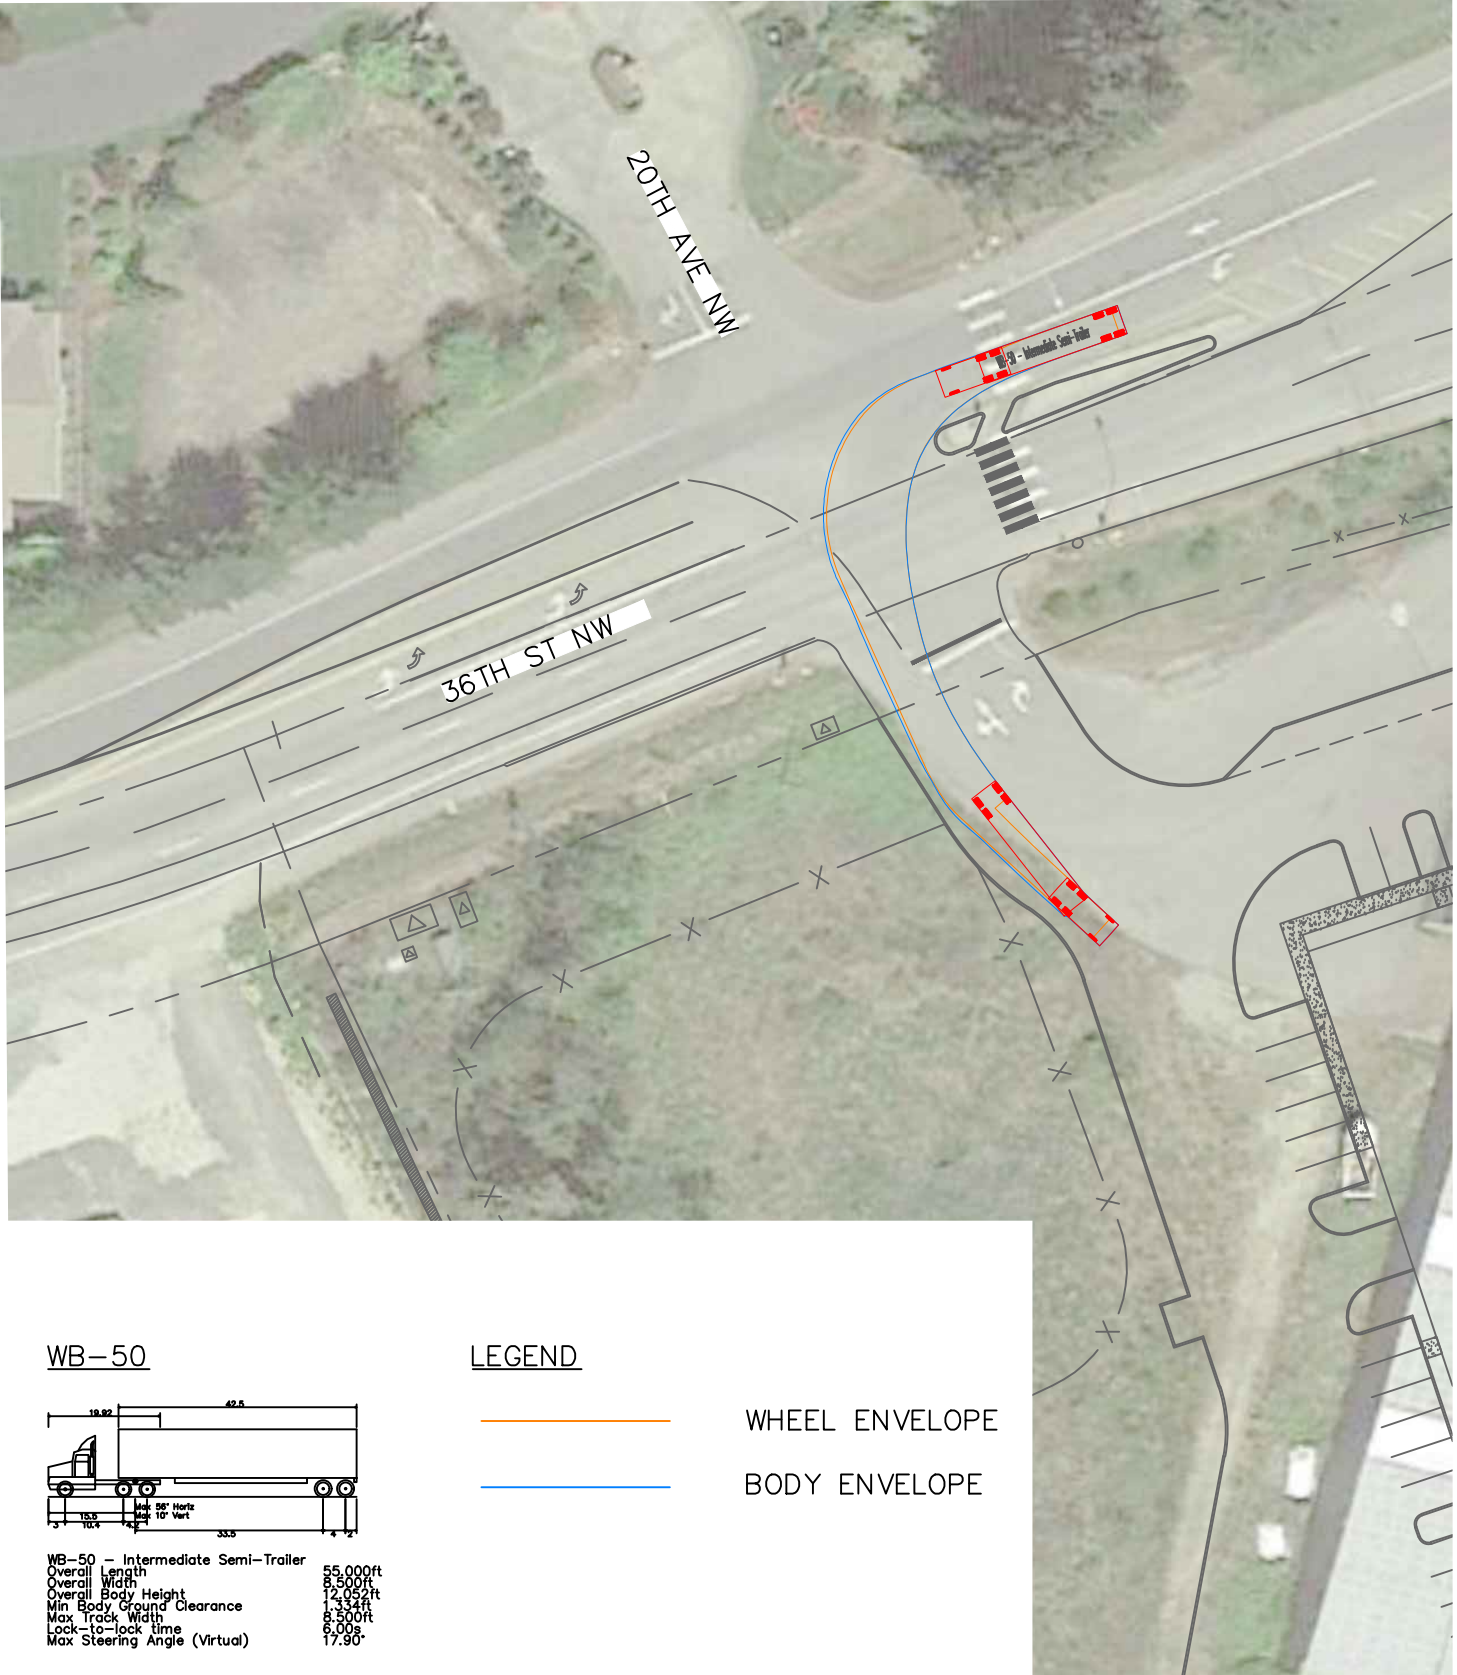 20TH AVE NW
WB-50 - Intermediate Semi-Trailer
36TH ST NW
WB-50
LEGEND
42.5
19.92
WHEEL ENVELOPE
BODY ENVELOPE
Max 56° Horiz
Max 10° Vert
15.5
3
10.4
4.2
33.5
4
2
WB-50 - Intermediate Semi-Trailer
Overall Length 55.000ft
Overall Width 8.500ft
Overall Body Height 12.052ft
Min Body Ground Clearance 1.334ft
Max Track Width 8.500ft
Lock-to-lock time 6.00s
Max Steering Angle (Virtual) 17.90°